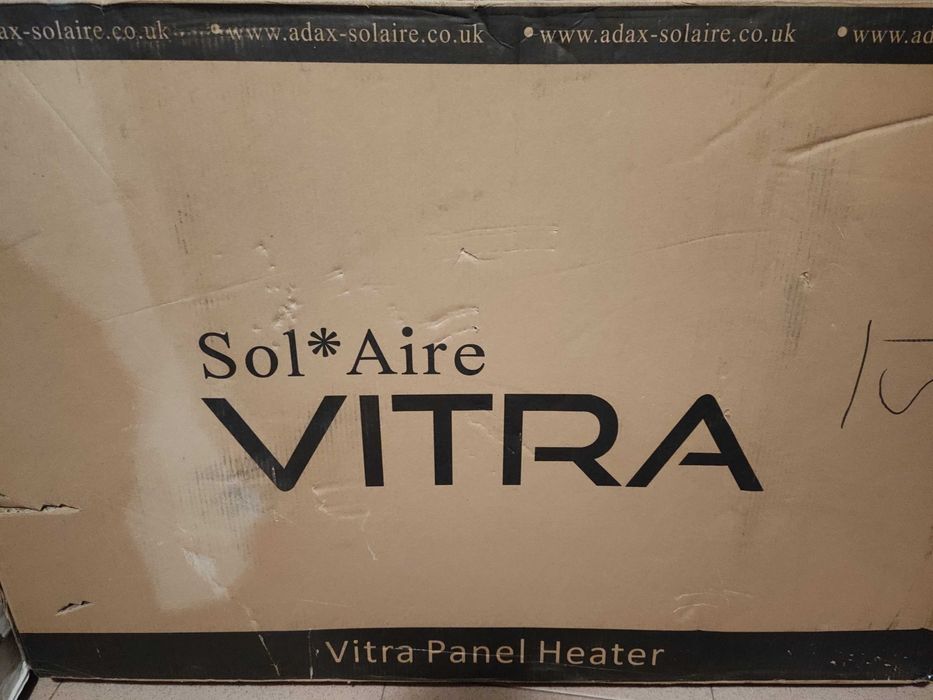 ax-solaire.co.uk • www.adax-solaire.co.uk • www.adax-solaire.co.uk • www.ad
Sol*Aire
VITRA
Vitra Panel Heater